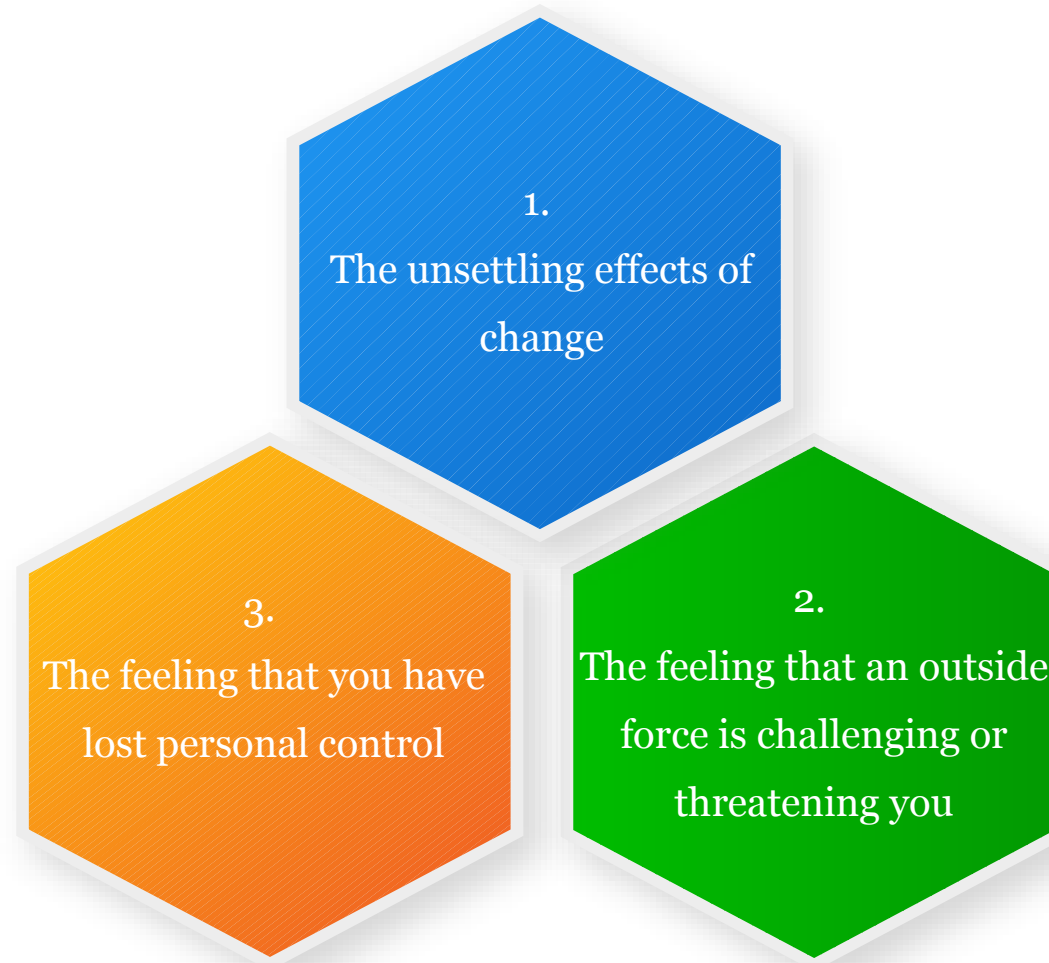 1.
The unsettling effects of
change
2.
The feeling that an outside
force is challenging or
threatening you
3.
The feeling that you have
lost personal control